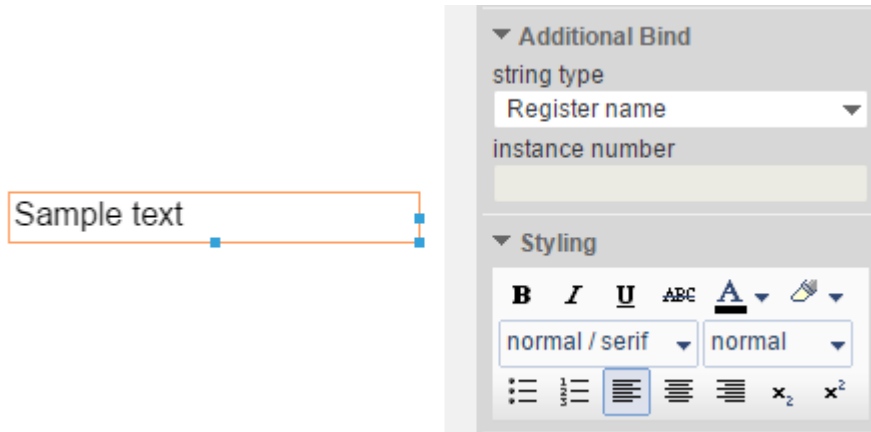 Sample text
Additional Bind
string type
Register name
instance number
Styling
B I U ABC A
normal / serif normal
x₂ x²